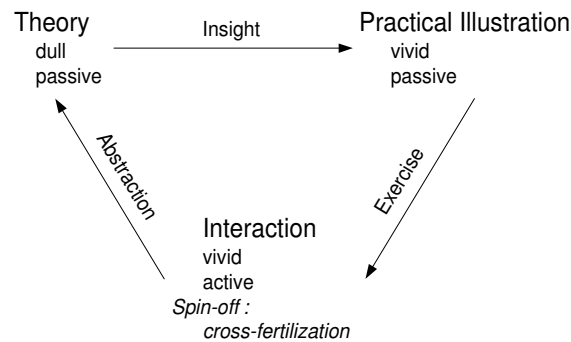 Theory
dull
passive
Insight
Practical Illustration
vivid
passive
Exercise
Interaction
vivid
active
Spin-off :
cross-fertilization
Abstraction